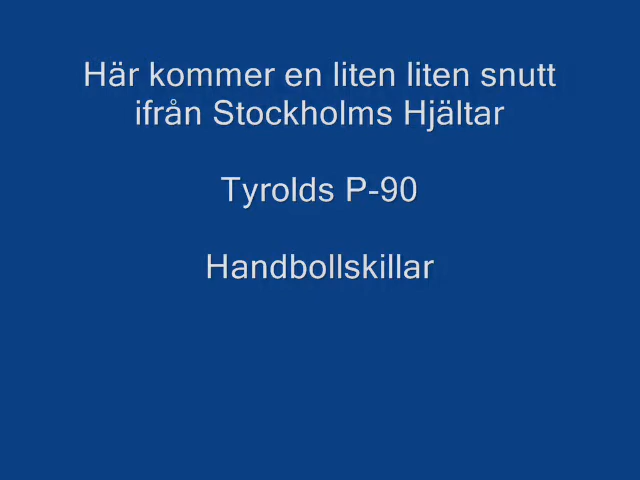 Här kommer en liten liten snutt
ifrån Stockholms Hjältar
Tyrolds P-90
Handbollskillar